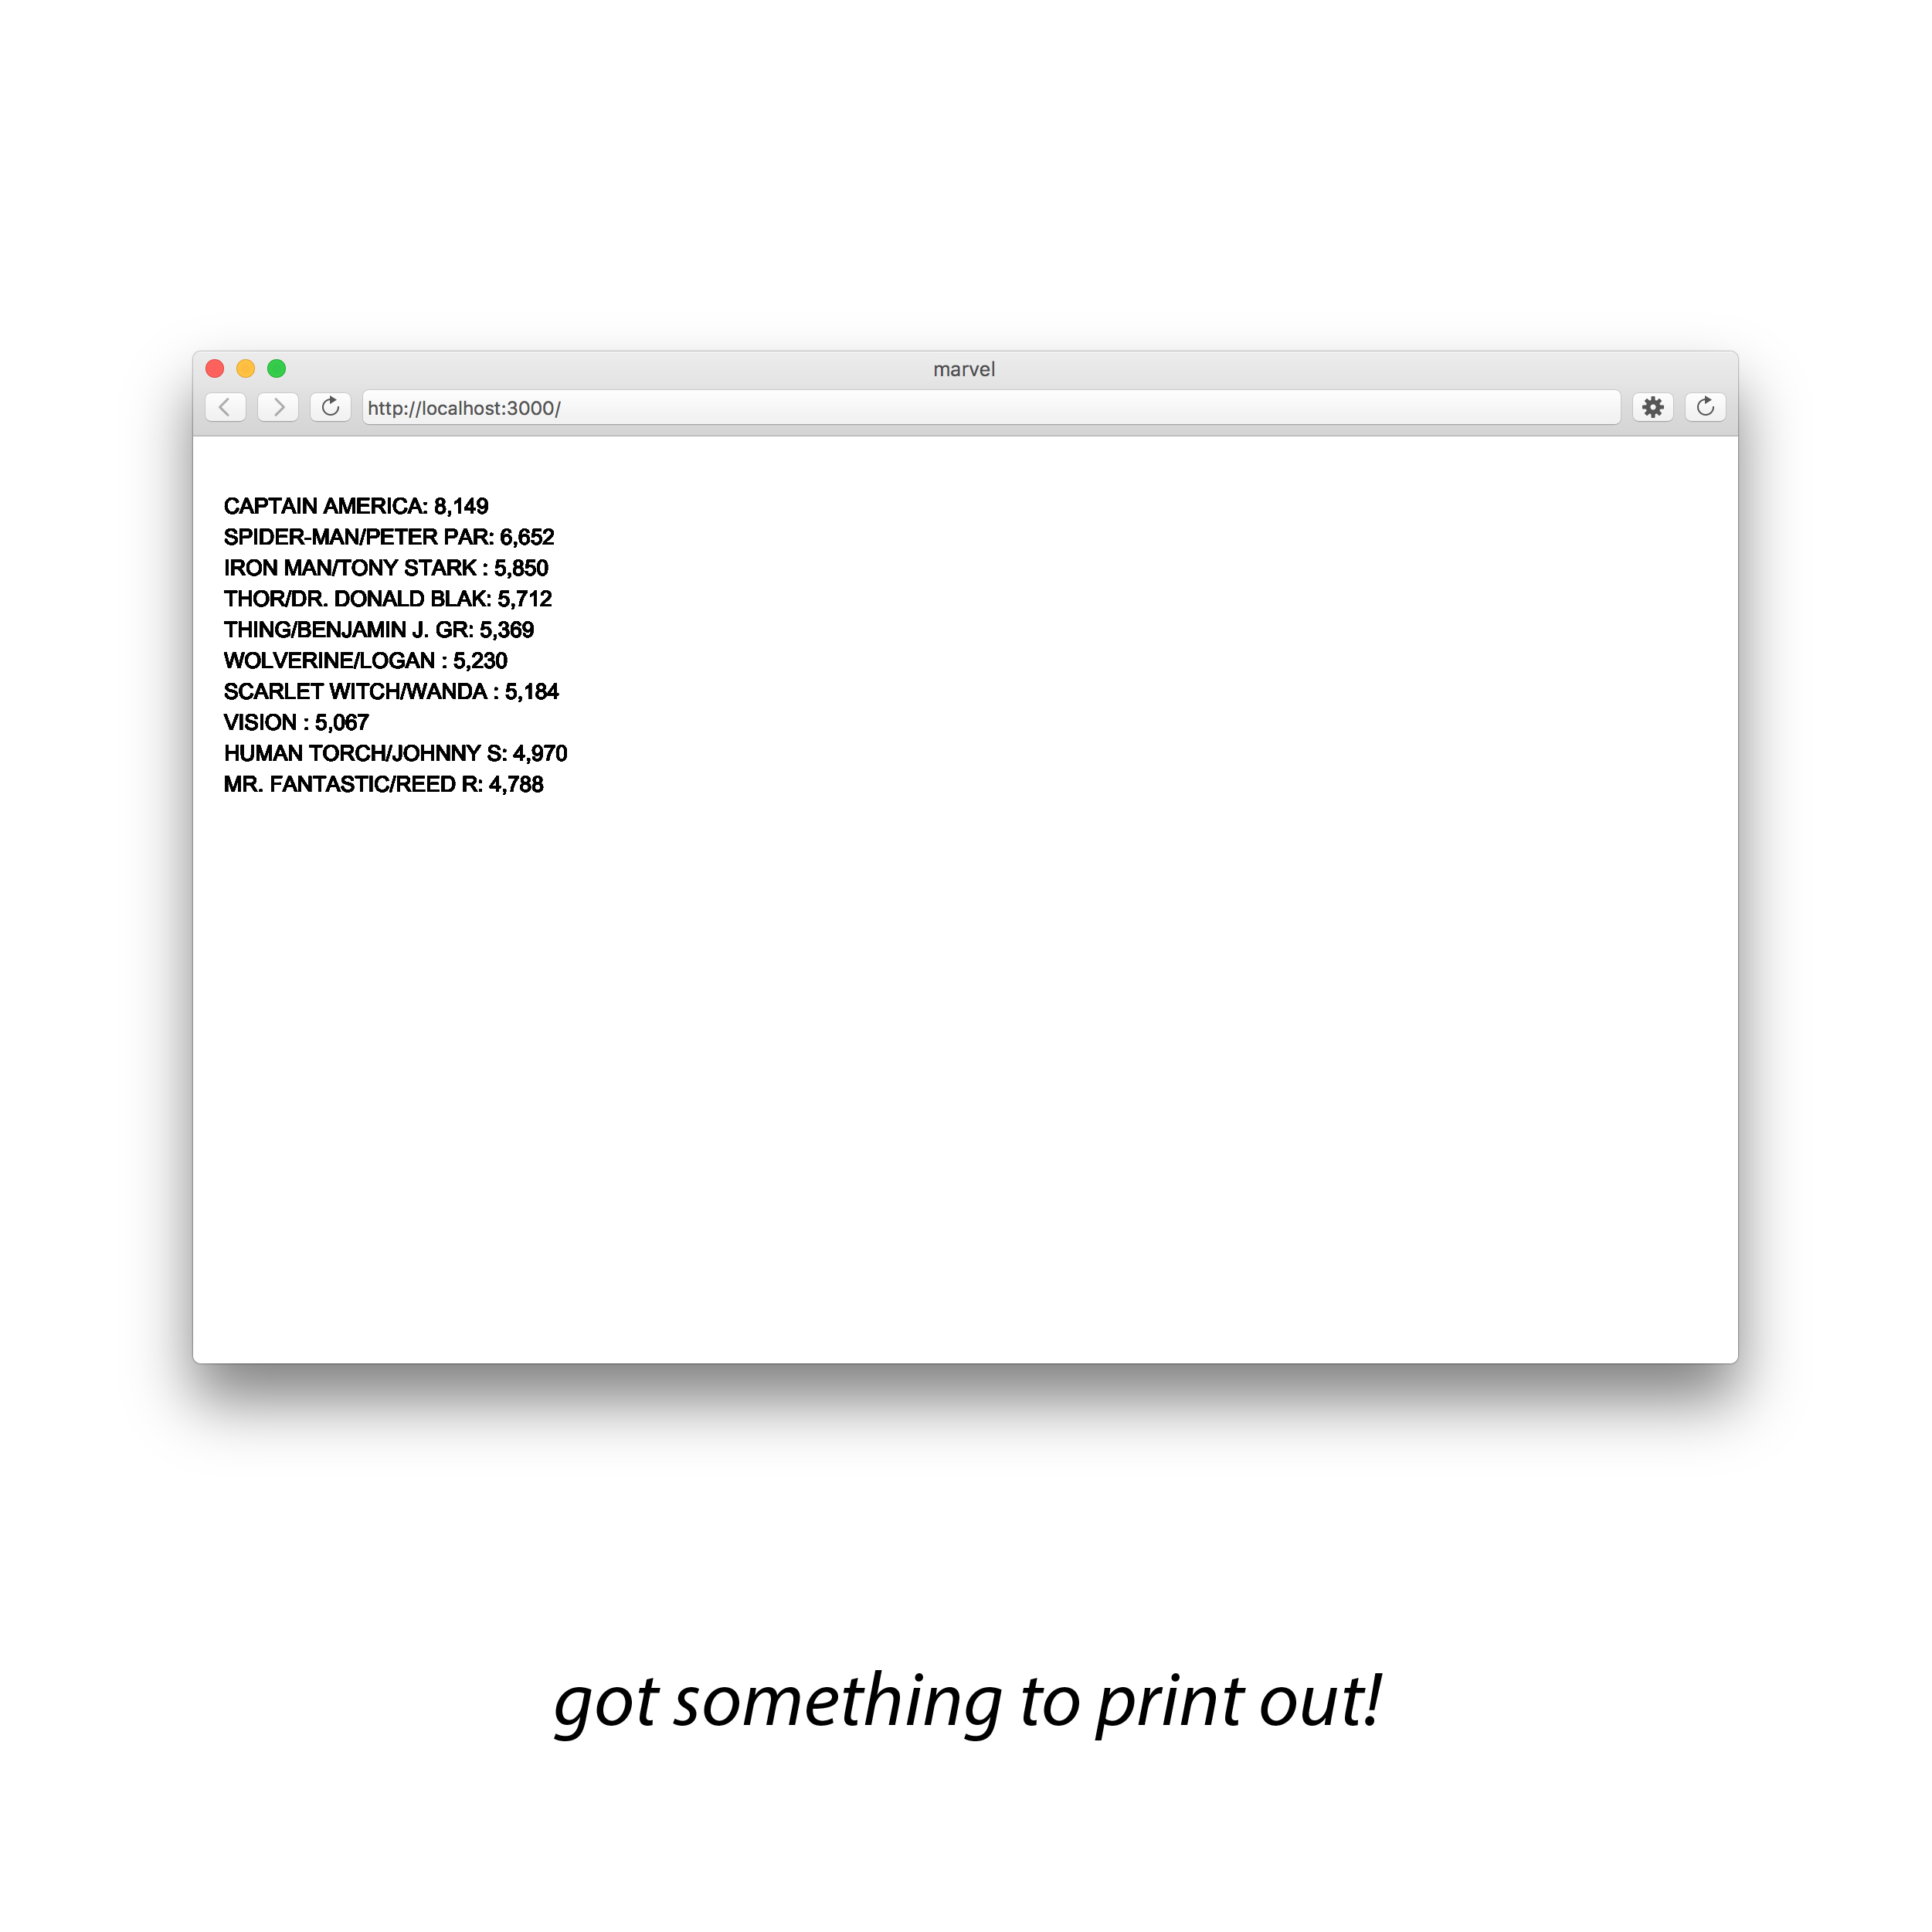 marvel
http://localhost:3000/
CAPTAIN AMERICA: 8,149
SPIDER-MAN/PETER PAR: 6,652
IRON MAN/TONY STARK : 5,850
THOR/DR. DONALD BLAK: 5,712
THING/BENJAMIN J. GR: 5,369
WOLVERINE/LOGAN : 5,230
SCARLET WITCH/WANDA : 5,184
VISION : 5,067
HUMAN TORCH/JOHNNY S: 4,970
MR. FANTASTIC/REED R: 4,788
got something to print out!